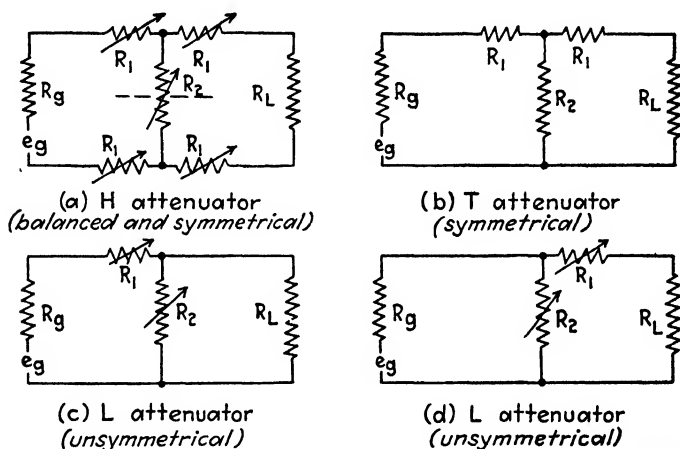 R1 R1
Rg R2 RL
eg
R1 R1
(a) H attenuator
(balanced and symmetrical)
R1 R1
Rg R2 RL
eg
(b) T attenuator
(symmetrical)
R1
Rg R2 RL
eg
(c) L attenuator
(unsymmetrical)
R1
Rg R2 RL
eg
(d) L attenuator
(unsymmetrical)